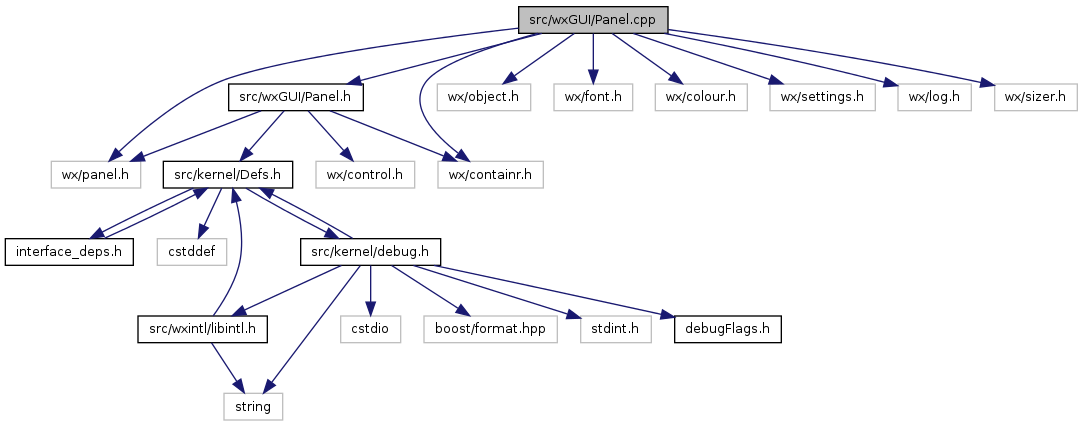 src/wxGUI/Panel.cpp
src/wxGUI/Panel.h
wx/object.h
wx/font.h
wx/colour.h
wx/settings.h
wx/log.h
wx/sizer.h
wx/panel.h
src/kernel/Defs.h
wx/control.h
wx/containr.h
interface_deps.h
cstddef
src/kernel/debug.h
src/wxintl/libintl.h
cstdio
boost/format.hpp
stdint.h
debugFlags.h
string